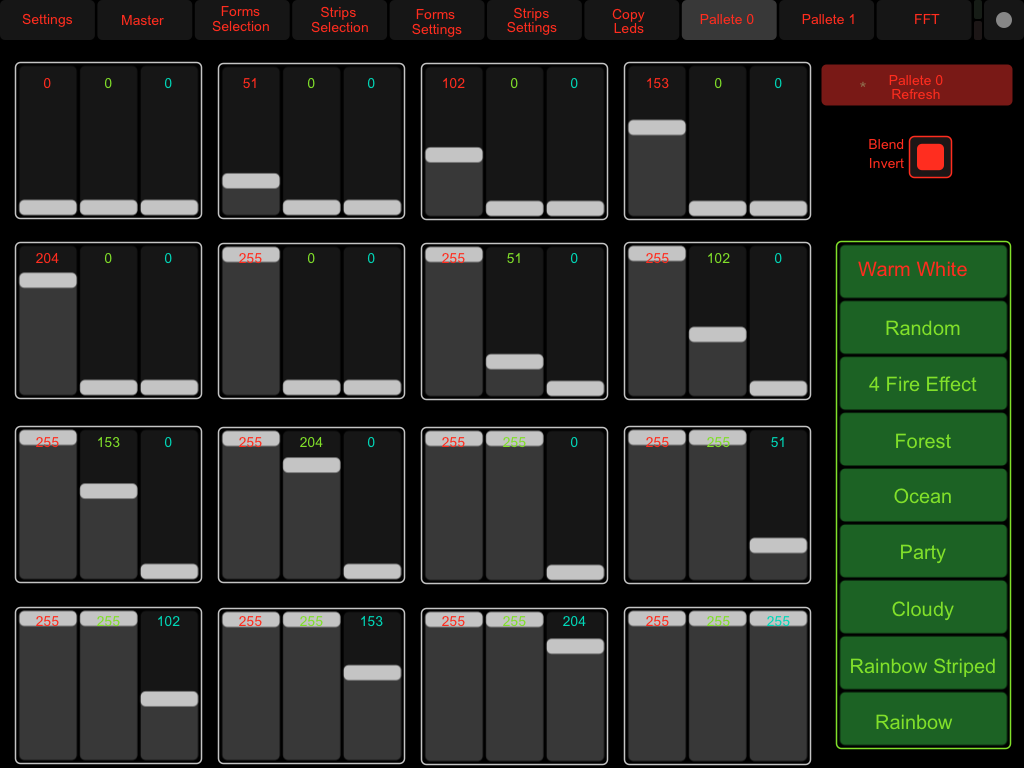 Settings
Master
Forms
Selection
Strips
Selection
Forms
Settings
Strips
Settings
Copy
Leds
Pallete 0
Pallete 1
FFT
0 0 0
51 0 0
102 0 0
153 0 0
* Pallete 0
Refresh
Blend
Invert
204 0 0
255 0 0
255 51 0
255 102 0
255 153 0
255 204 0
255 255 0
255 255 51
255 255 102
255 255 153
255 255 204
255 255 255
Warm White
Random
4 Fire Effect
Forest
Ocean
Party
Cloudy
Rainbow Striped
Rainbow